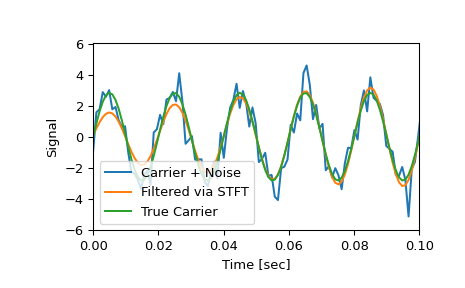 6
4
2
0
−2
−4
−6
Signal
Carrier + Noise
Filtered via STFT
True Carrier
0.00
0.02
0.04
0.06
0.08
0.10
Time [sec]